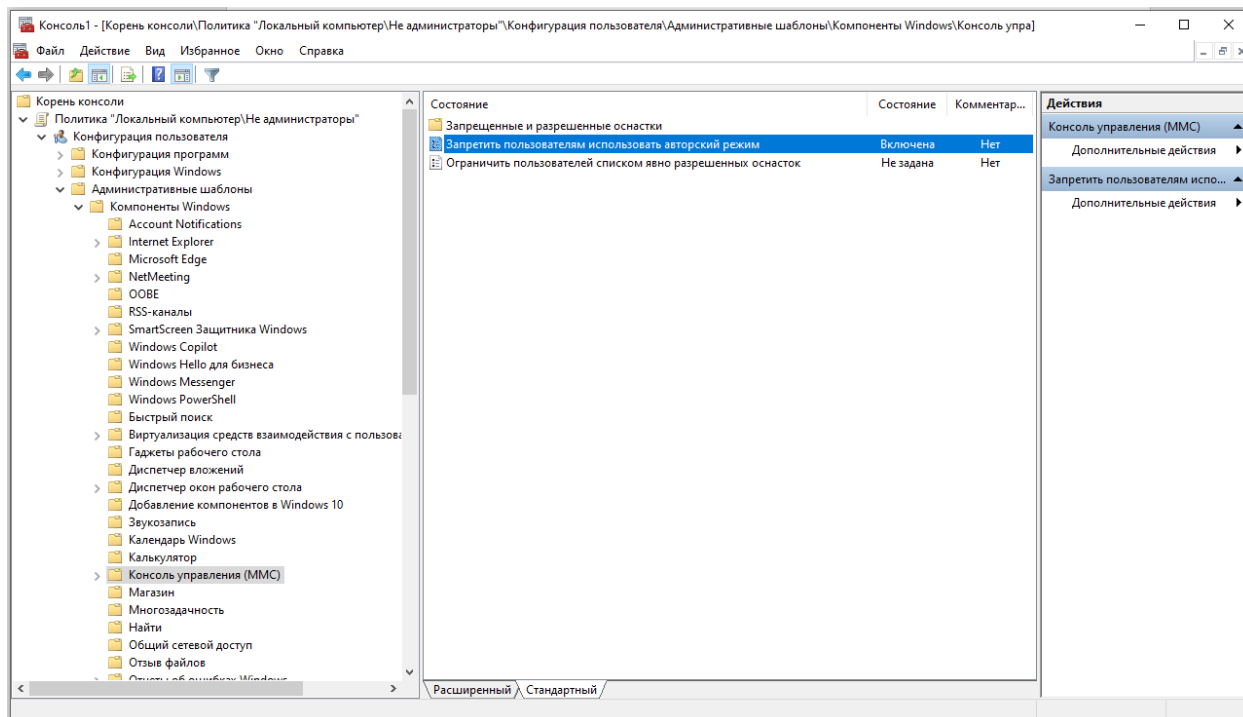 Консоль1 - [Корень консоли\Политика "Локальный компьютер\Не администраторы"\Конфигурация пользователя\Административные шаблоны\Компоненты Windows\Консоль упра]
Файл Действие Вид Избранное Окно Справка
Корень консоли
Политика "Локальный компьютер\Не администраторы"
Конфигурация пользователя
Конфигурация программ
Конфигурация Windows
Административные шаблоны
Компоненты Windows
Account Notifications
Internet Explorer
Microsoft Edge
NetMeeting
OOBE
RSS-каналы
SmartScreen Защитника Windows
Windows Copilot
Windows Hello для бизнеса
Windows Messenger
Windows PowerShell
Быстрый поиск
Виртуализация средств взаимодействия с пользова
Гаджеты рабочего стола
Диспетчер вложений
Диспетчер окон рабочего стола
Добавление компонентов в Windows 10
Звукозапись
Календарь Windows
Калькулятор
Консоль управления (MMC)
Магазин
Многозадачность
Найти
Общий сетевой доступ
Отзыв файлов
Отчеты об ошибках Windows
Состояние Состояние Комментар...
Запрещенные и разрешенные оснастки
Запретить пользователям использовать авторский режим Включена Нет
Ограничить пользователей списком явно разрешенных оснасток Не задана Нет
Расширенный Стандартный
Действия
Консоль управления (MMC)
Дополнительные действия
Запретить пользователям испо...
Дополнительные действия